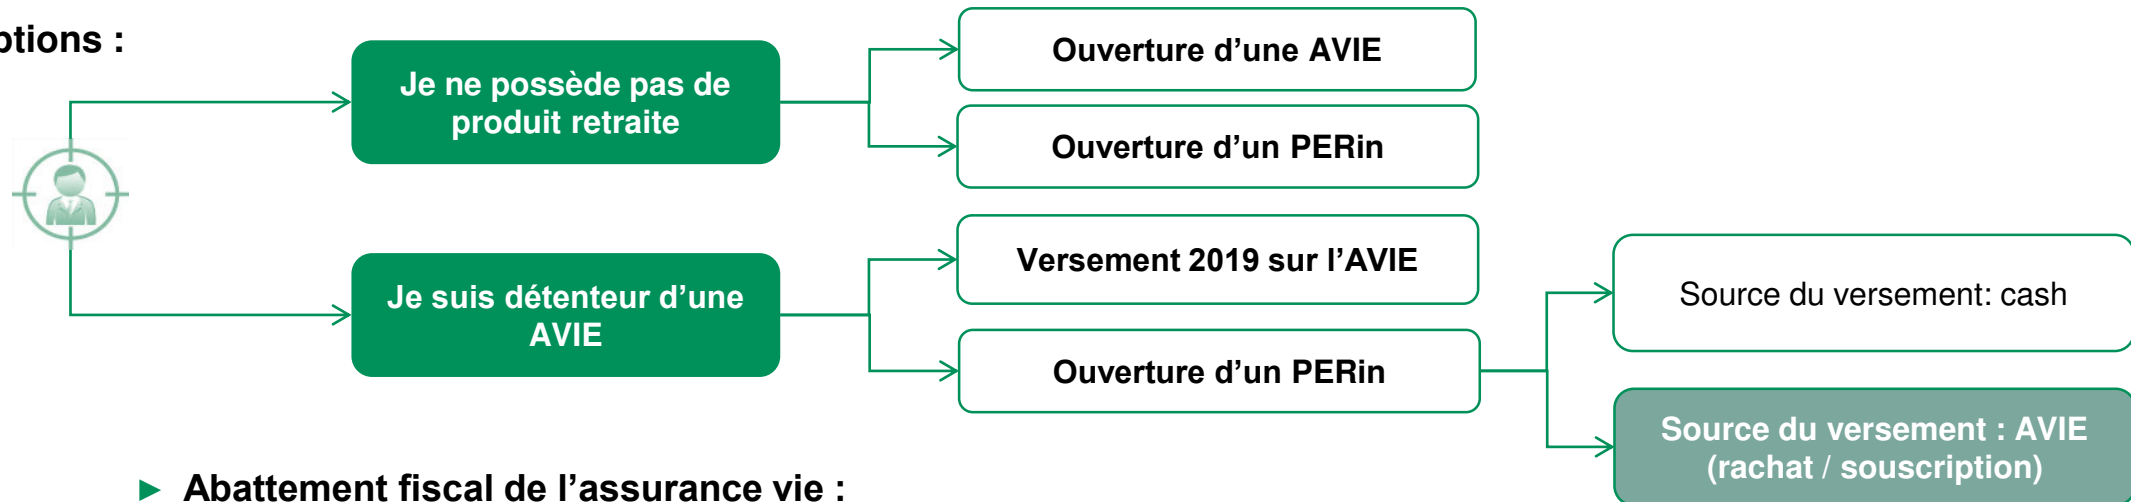 ptions :
Je ne possède pas de
produit retraite
Ouverture d’une AVIE
Ouverture d’un PERin
Je suis détenteur d’une
AVIE
Versement 2019 sur l’AVIE
Ouverture d’un PERin
Source du versement: cash
Source du versement : AVIE
(rachat / souscription)
► Abattement fiscal de l’assurance vie :